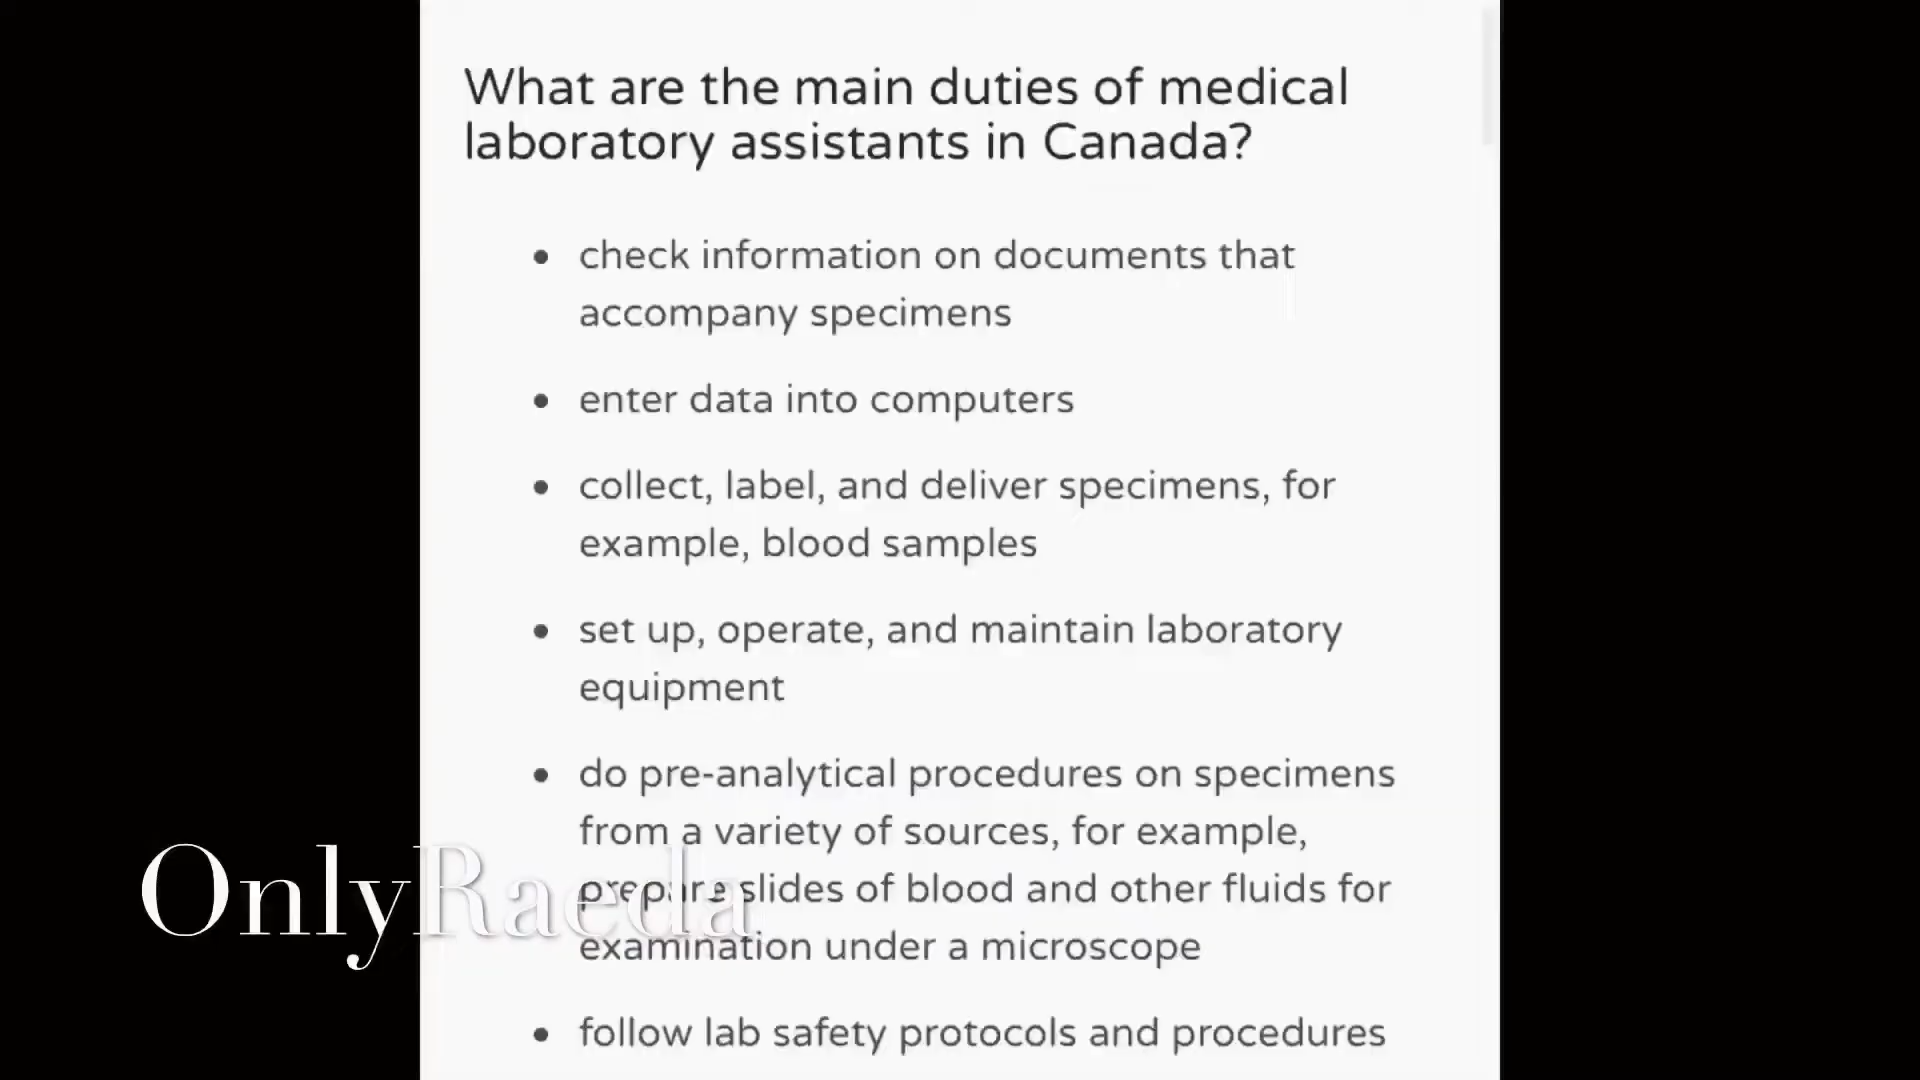 What are the main duties of medical
laboratory assistants in Canada?
• check information on documents that
accompany specimens
• enter data into computers
• collect, label, and deliver specimens, for
example, blood samples
• set up, operate, and maintain laboratory
equipment
• do pre-analytical procedures on specimens
from a variety of sources, for example,
prepare slides of blood and other fluids for
examination under a microscope
• follow lab safety protocols and procedures
OnlyRaeda